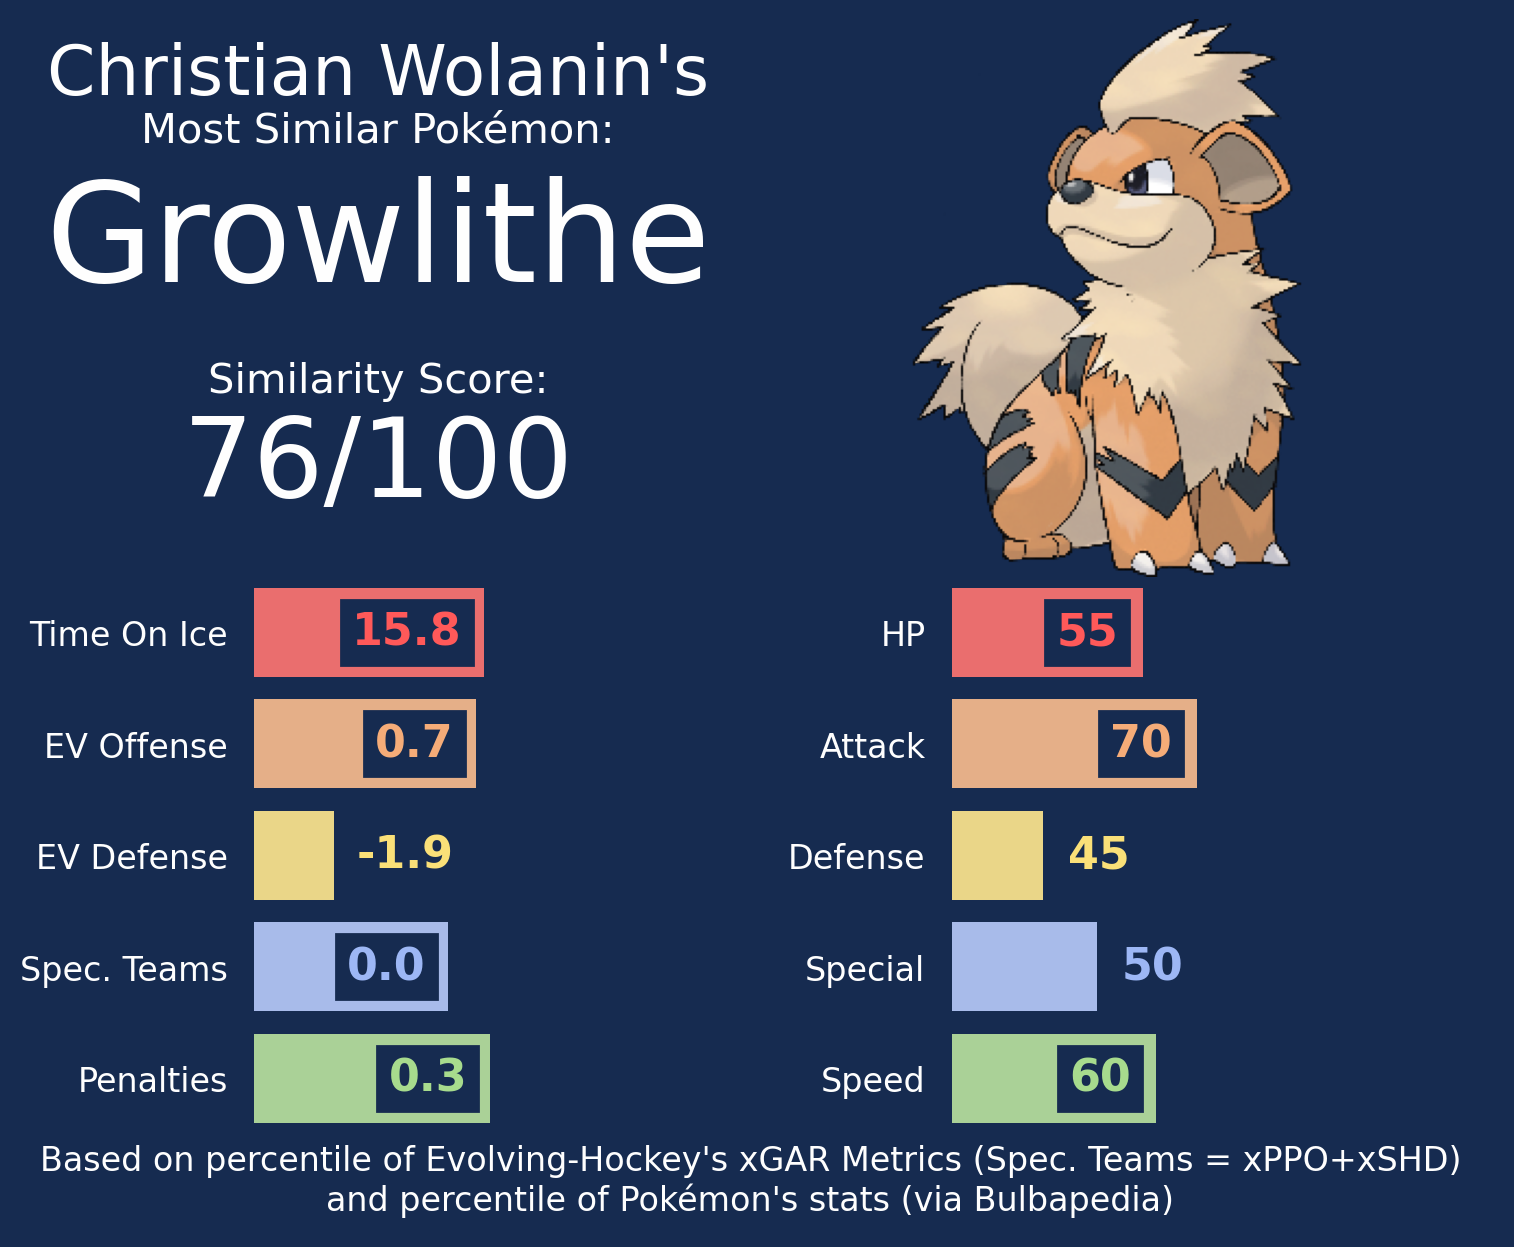 Christian Wolanin's
Most Similar Pokémon:
Growlithe
Similarity Score:
76/100
Time On Ice 15.8
EV Offense 0.7
EV Defense -1.9
Spec. Teams 0.0
Penalties 0.3
HP 55
Attack 70
Defense 45
Special 50
Speed 60
Based on percentile of Evolving-Hockey's xGAR Metrics (Spec. Teams = xPPO+xSHD)
and percentile of Pokémon's stats (via Bulbapedia)